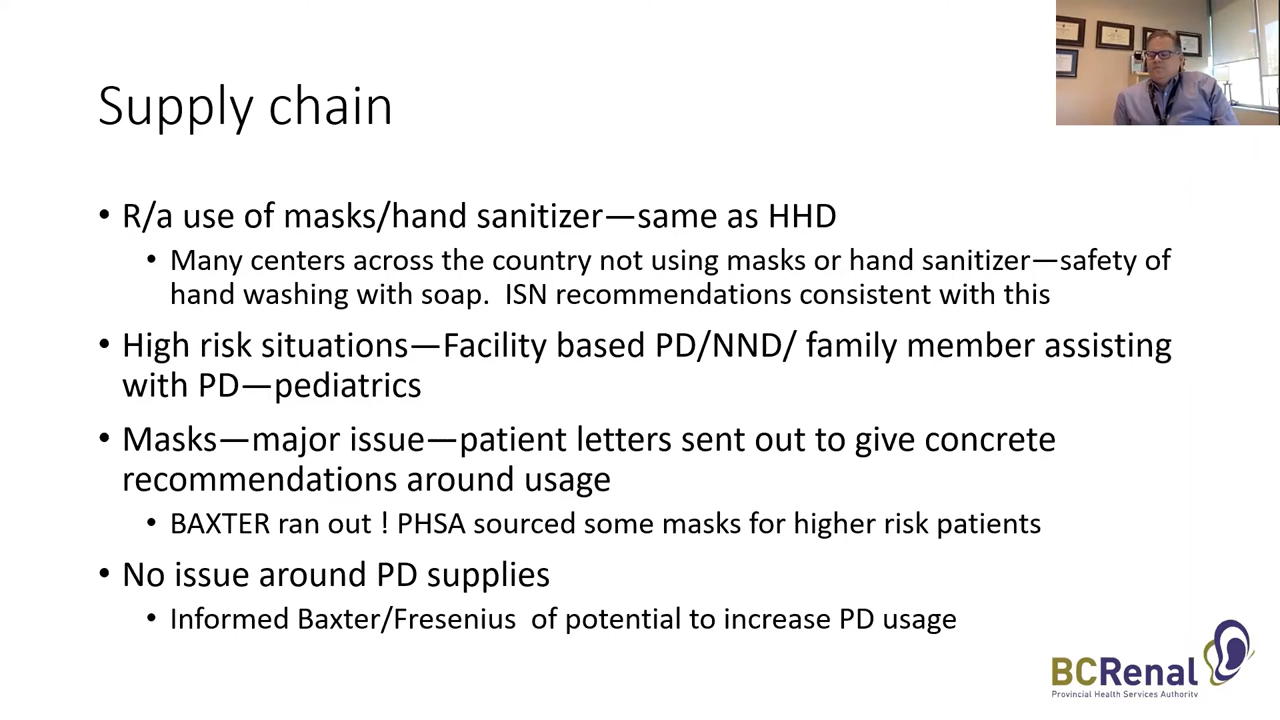 Supply chain
• R/a use of masks/hand sanitizer—same as HHD
• Many centers across the country not using masks or hand sanitizer—safety of
hand washing with soap.  ISN recommendations consistent with this
• High risk situations—Facility based PD/NND/ family member assisting
with PD—pediatrics
• Masks—major issue—patient letters sent out to give concrete
recommendations around usage
• BAXTER ran out ! PHSA sourced some masks for higher risk patients
• No issue around PD supplies
• Informed Baxter/Fresenius  of potential to increase PD usage
BCRenal
Provincial Health Services Authority